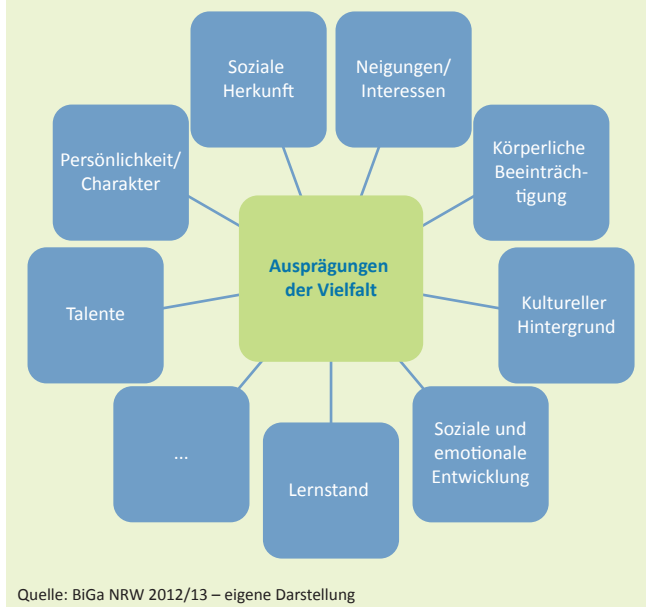 Soziale
Herkunft
Neigungen/
Interessen
Persönlichkeit/
Charakter
Körperliche
Beeinträch-
tigung
Ausprägungen
der Vielfalt
Talente
Kultureller
Hintergrund
...
Lernstand
Soziale und
emotionale
Entwicklung
Quelle: BiGa NRW 2012/13 – eigene Darstellung